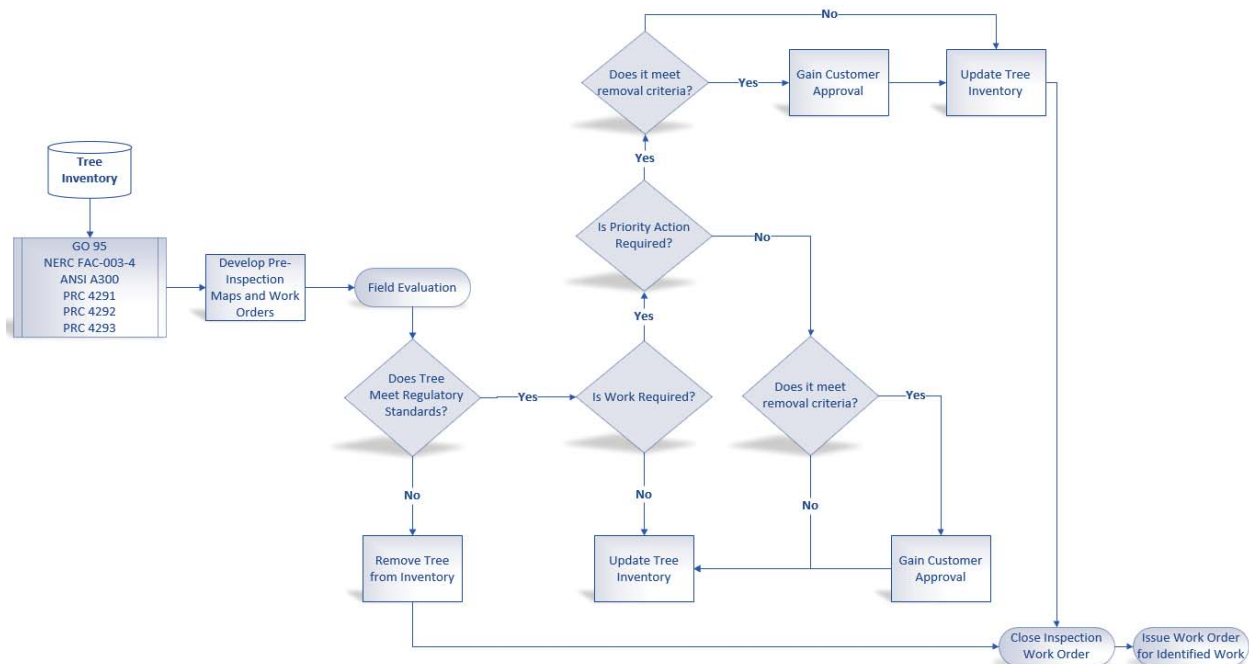 Tree
Inventory
GO 95
NERC FAC-003-4
ANSI A300
PRC 4291
PRC 4292
PRC 4293
Develop Pre-
Inspection
Maps and Work
Orders
Field Evaluation
Does Tree
Meet Regulatory
Standards?
Yes
No
Remove Tree
from Inventory
Is Work Required?
Yes
No
Update Tree
Inventory
Is Priority Action
Required?
Yes
No
Does it meet
removal criteria?
No
Yes
Gain Customer
Approval
Update Tree
Inventory
Does it meet
removal criteria?
Yes
No
Gain Customer
Approval
Close Inspection
Work Order
Issue Work Order
for Identified Work